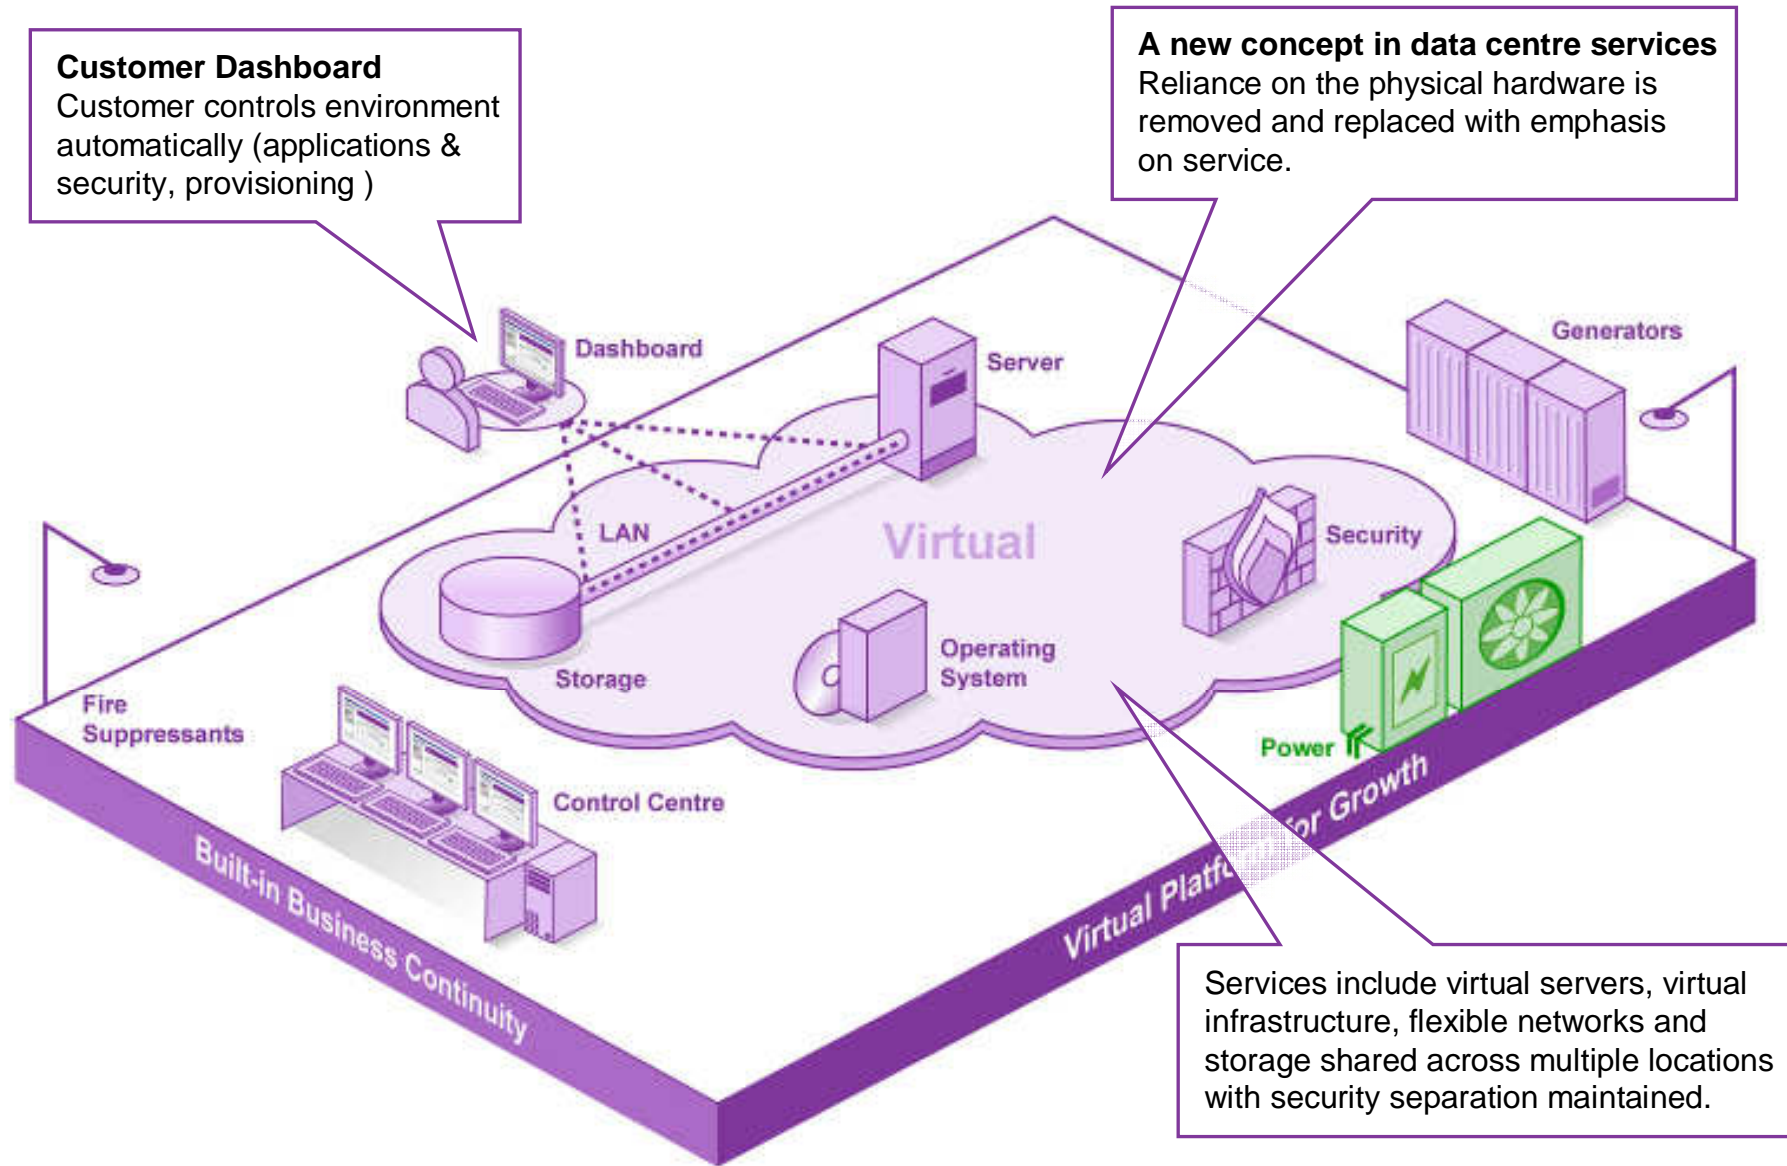 Customer Dashboard
Customer controls environment
automatically (applications &
security, provisioning )
A new concept in data centre services
Reliance on the physical hardware is
removed and replaced with emphasis
on service.
Generators
Dashboard
Server
LAN
Virtual
Security
Operating
System
Storage
Fire
Suppressants
Power
Control Centre
Built-in Business Continuity
Virtual Platfo
or Growth
Services include virtual servers, virtual
infrastructure, flexible networks and
storage shared across multiple locations
with security separation maintained.